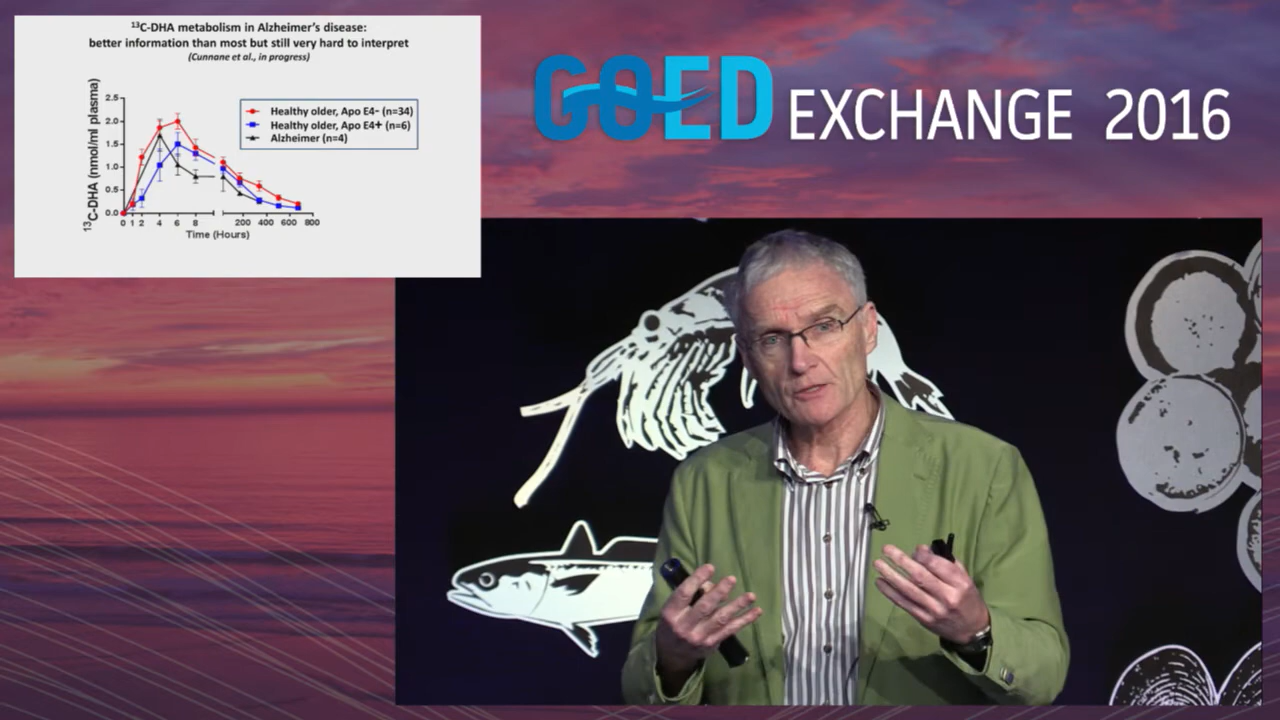 ¹³C-DHA metabolism in Alzheimer's disease:
better information than most but still very hard to interpret
(Cunnane et al., in progress)
¹³C-DHA (nmol/ml plasma)
2.5
2.0
1.5
1.0
0.5
0.0
0 1 2 4 6 8 200 400 600 800
Time (Hours)
Healthy older, Apo E4- (n=34)
Healthy older, Apo E4+ (n=6)
Alzheimer (n=4)
GOED EXCHANGE 2016